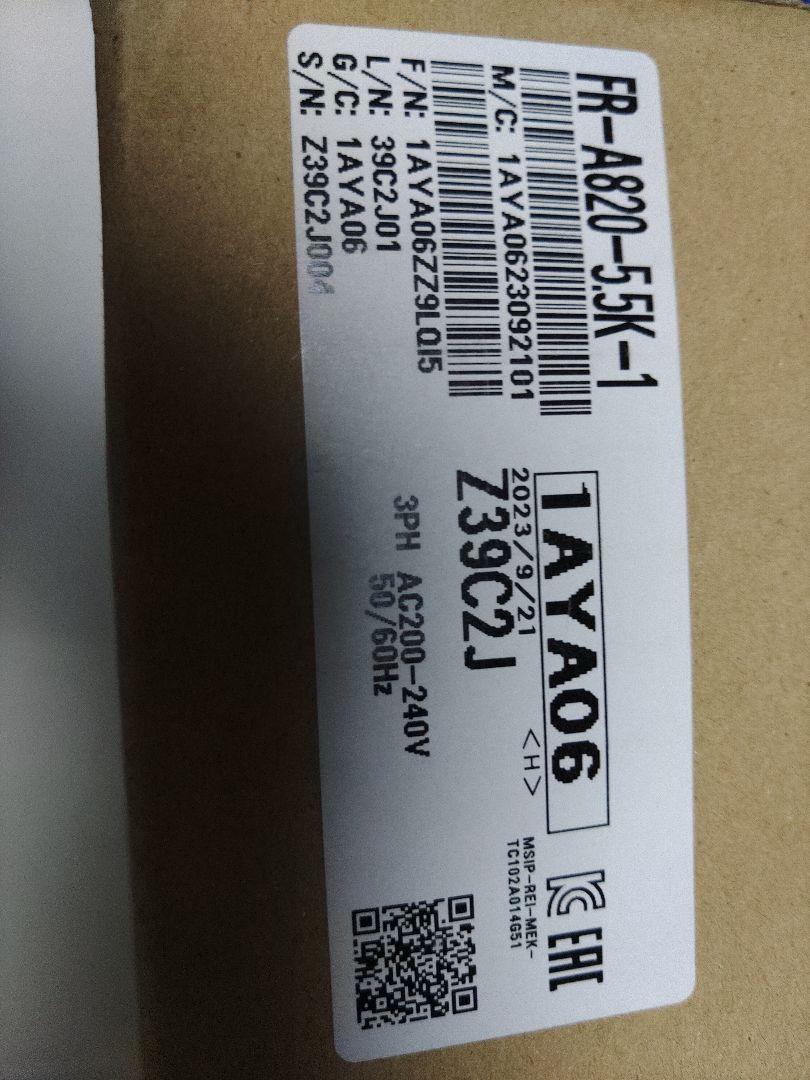 FR-A820-5.5K-1
M/C: 1AYA0623092101
F/N: 1AYA06ZZ9LQI5
L/N: 39C2J01
G/C: 1AYA06
S/N: Z39C2J004
1AYA06
2023/9/21 <H>
Z39C2J
3PH AC200-240V
50/60Hz
EAC
MSIP-REI-MEK-
TC102A014G51